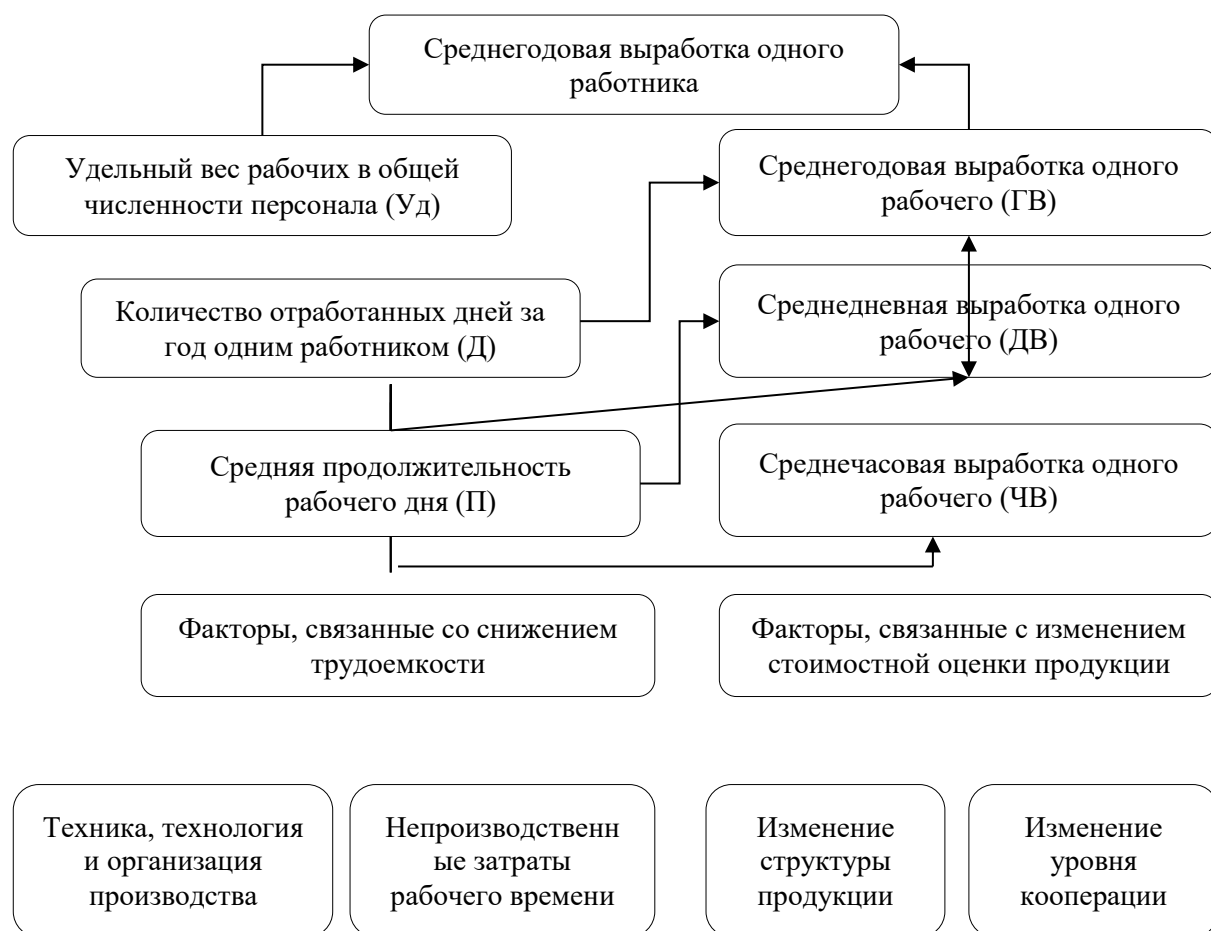 Среднегодовая выработка одного
работника
Удельный вес рабочих в общей
численности персонала (Уд)
Среднегодовая выработка одного
рабочего (ГВ)
Количество отработанных дней за
год одним работником (Д)
Среднедневная выработка одного
рабочего (ДВ)
Средняя продолжительность
рабочего дня (П)
Среднечасовая выработка одного
рабочего (ЧВ)
Факторы, связанные со снижением
трудоемкости
Факторы, связанные с изменением
стоимостной оценки продукции
Техника, технология
и организация
производства
Непроизводственн
ые затраты
рабочего времени
Изменение
структуры
продукции
Изменение
уровня
кооперации